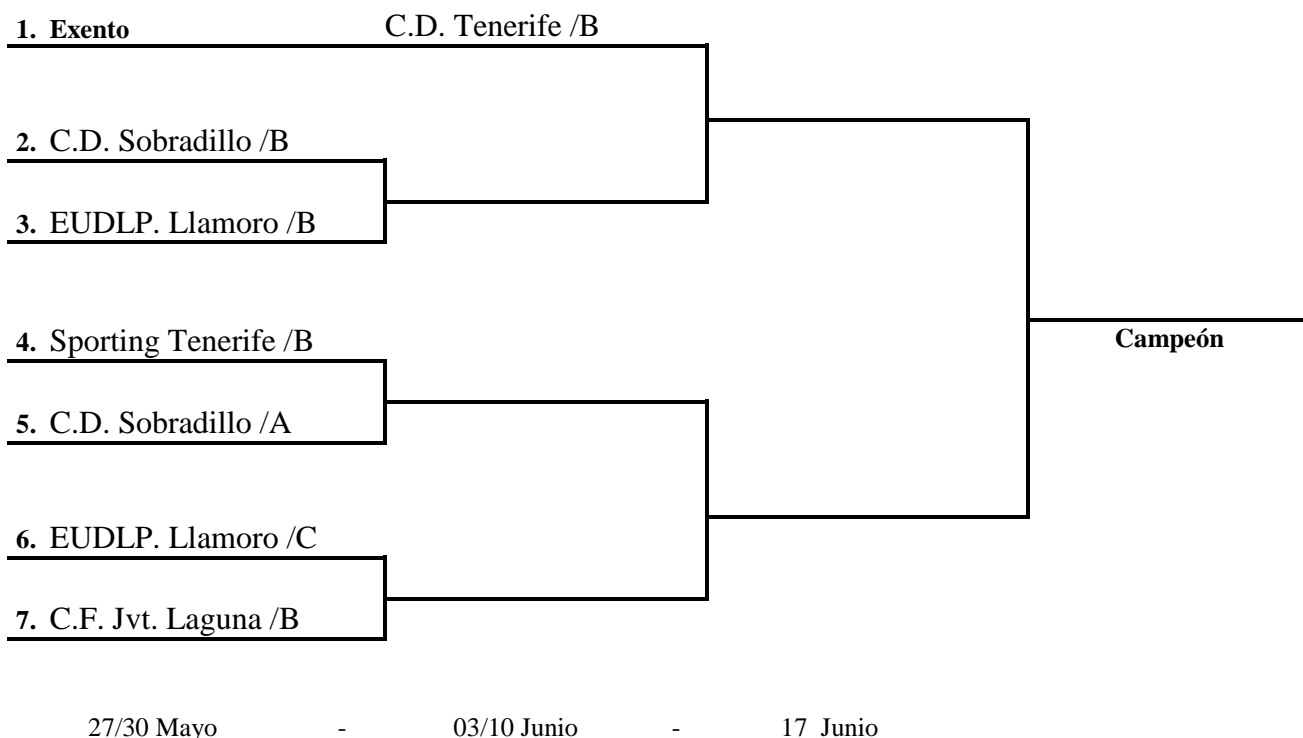 1. Exento C.D. Tenerife /B
2. C.D. Sobradillo /B
3. EUDLP. Llamoro /B
4. Sporting Tenerife /B
Campeón
5. C.D. Sobradillo /A
6. EUDLP. Llamoro /C
7. C.F. Jvt. Laguna /B
27/30 Mayo - 03/10 Junio - 17 Junio